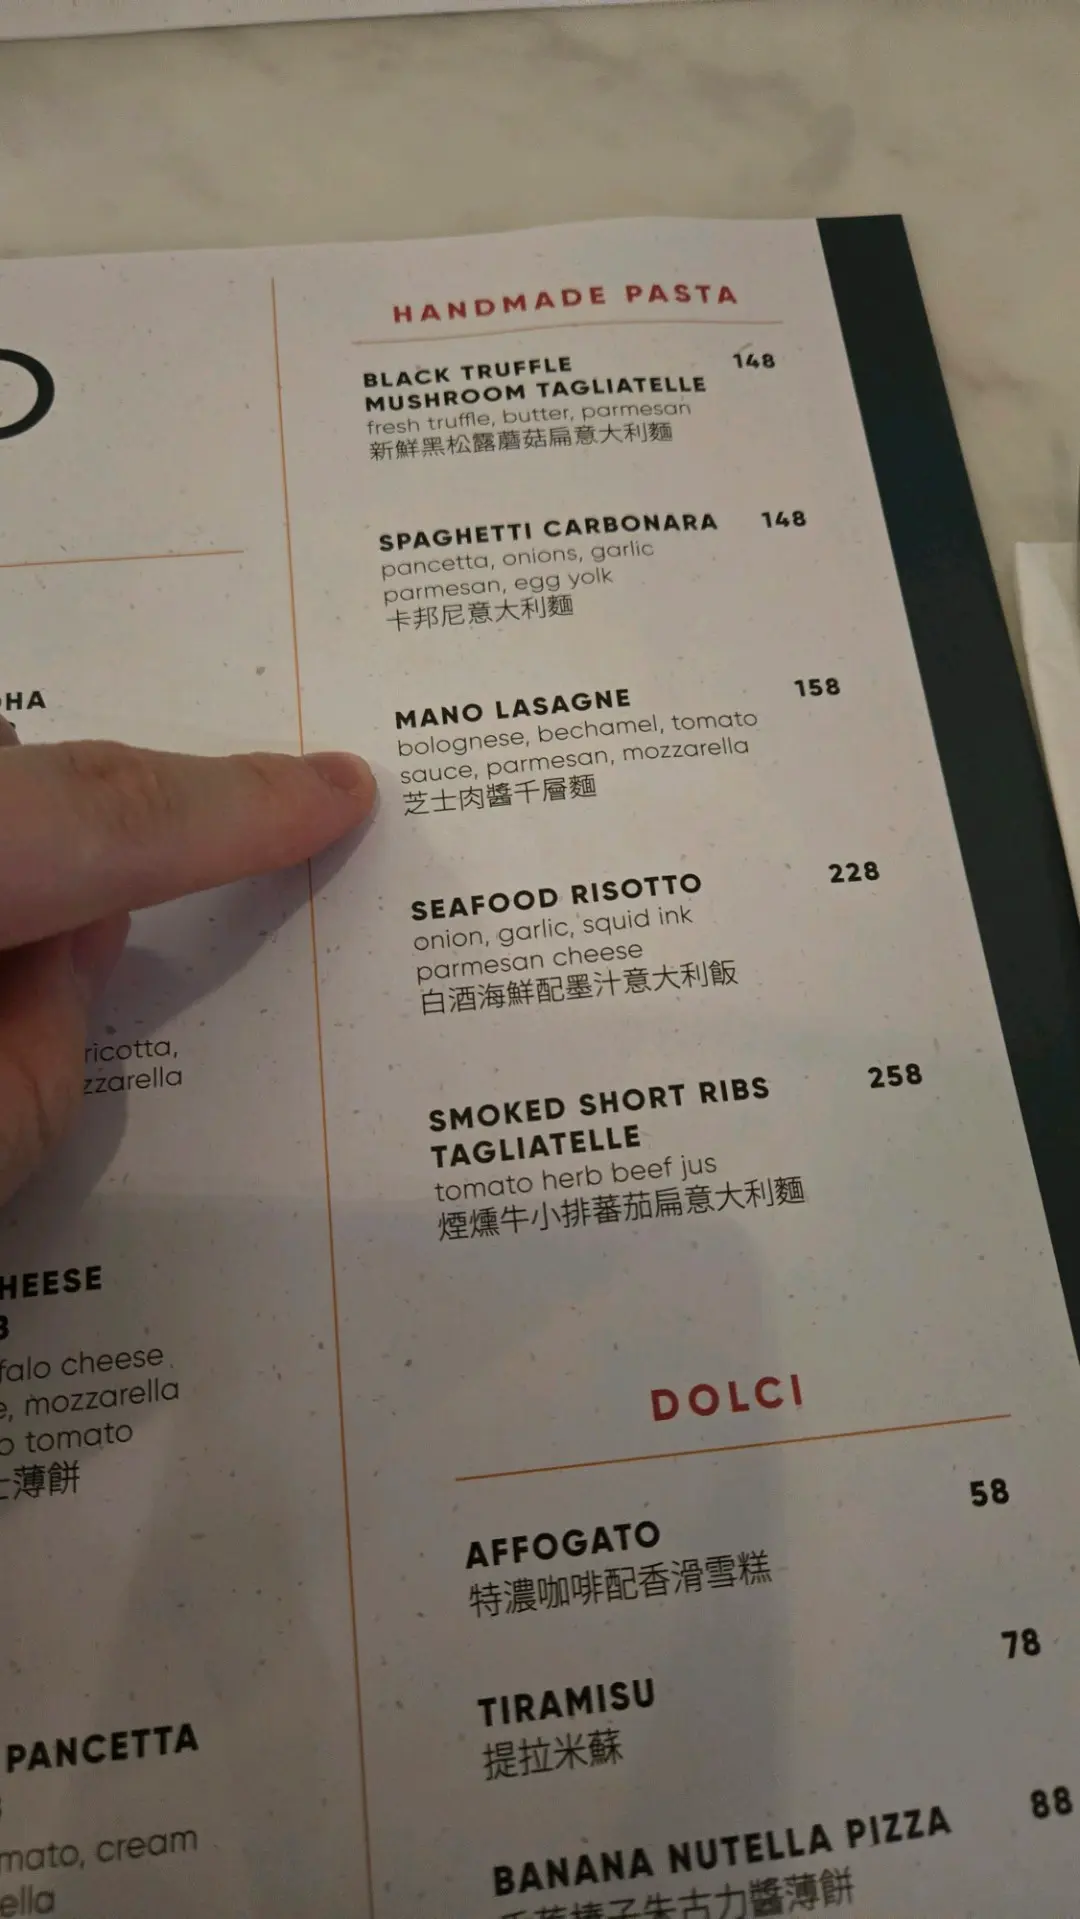 HANDMADE PASTA
BLACK TRUFFLE 148
MUSHROOM TAGLIATELLE
fresh truffle, butter, parmesan
新鮮黑松露蘑菇扁意大利麵
SPAGHETTI CARBONARA 148
pancetta, onions, garlic
parmesan, egg yolk
卡邦尼意大利麵
MANO LASAGNE 158
bolognese, bechamel, tomato
sauce, parmesan, mozzarella
芝士肉醬千層麵
SEAFOOD RISOTTO 228
onion, garlic, squid ink
parmesan cheese
白酒海鮮配墨汁意大利飯
SMOKED SHORT RIBS 258
TAGLIATELLE
tomato herb beef jus
煙燻牛小排蕃茄扁意大利麵
DOLCI
AFFOGATO 58
特濃咖啡配香滑雪糕
TIRAMISU 78
提拉米蘇
BANANA NUTELLA PIZZA 88
朱古力醬薄餅
ricotta,
cheese
mozzarella
tomato
薄餅
PANCETTA
cream